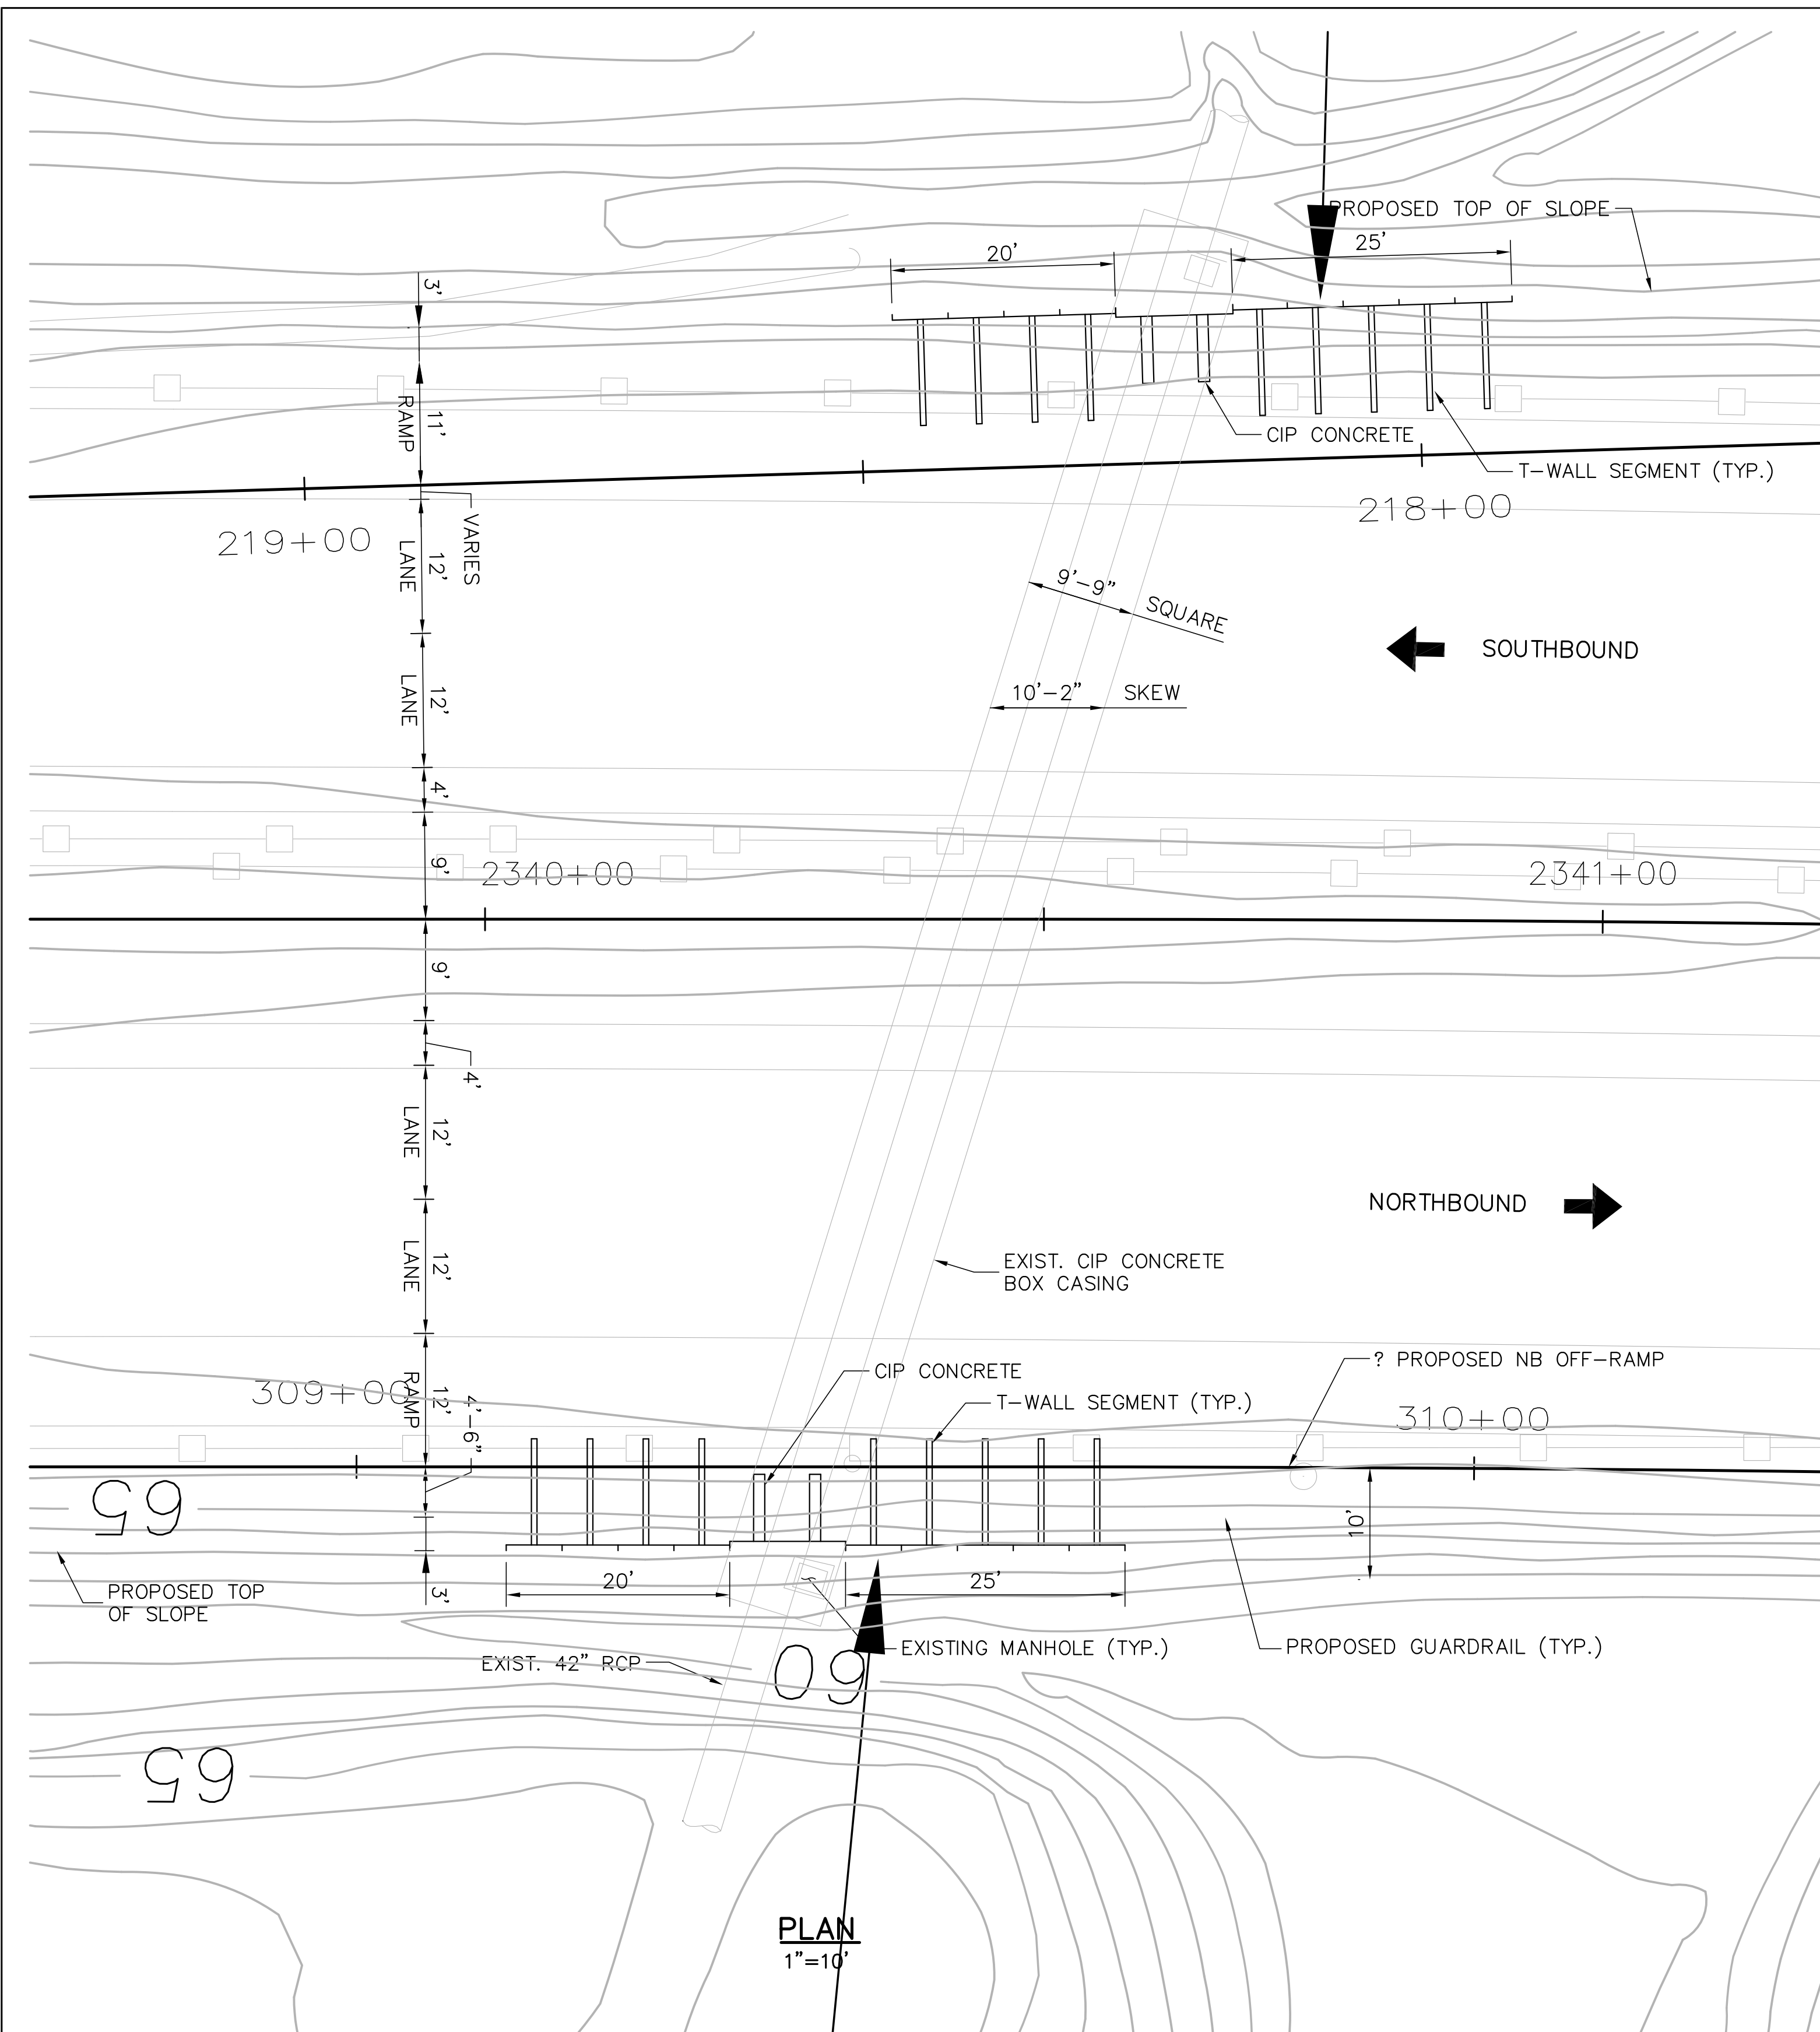 PROPOSED TOP OF SLOPE
20'
25'
3'
11'
RAMP
CIP CONCRETE
T-WALL SEGMENT (TYP.)
219+00
218+00
VARIES
12'
LANE
9'-9"
SQUARE
SOUTHBOUND
12'
LANE
10'-2"
SKEW
4'
9'
2340+00
2341+00
9'
4'
12'
LANE
NORTHBOUND
12'
LANE
EXIST. CIP CONCRETE
BOX CASING
CIP CONCRETE
? PROPOSED NB OFF-RAMP
309+00
RAMP
12'
4'-6"
T-WALL SEGMENT (TYP.)
310+00
65
10'
PROPOSED TOP
OF SLOPE
3'
20'
25'
EXISTING MANHOLE (TYP.)
PROPOSED GUARDRAIL (TYP.)
EXIST. 42" RCP
60
65
PLAN
1"=10'